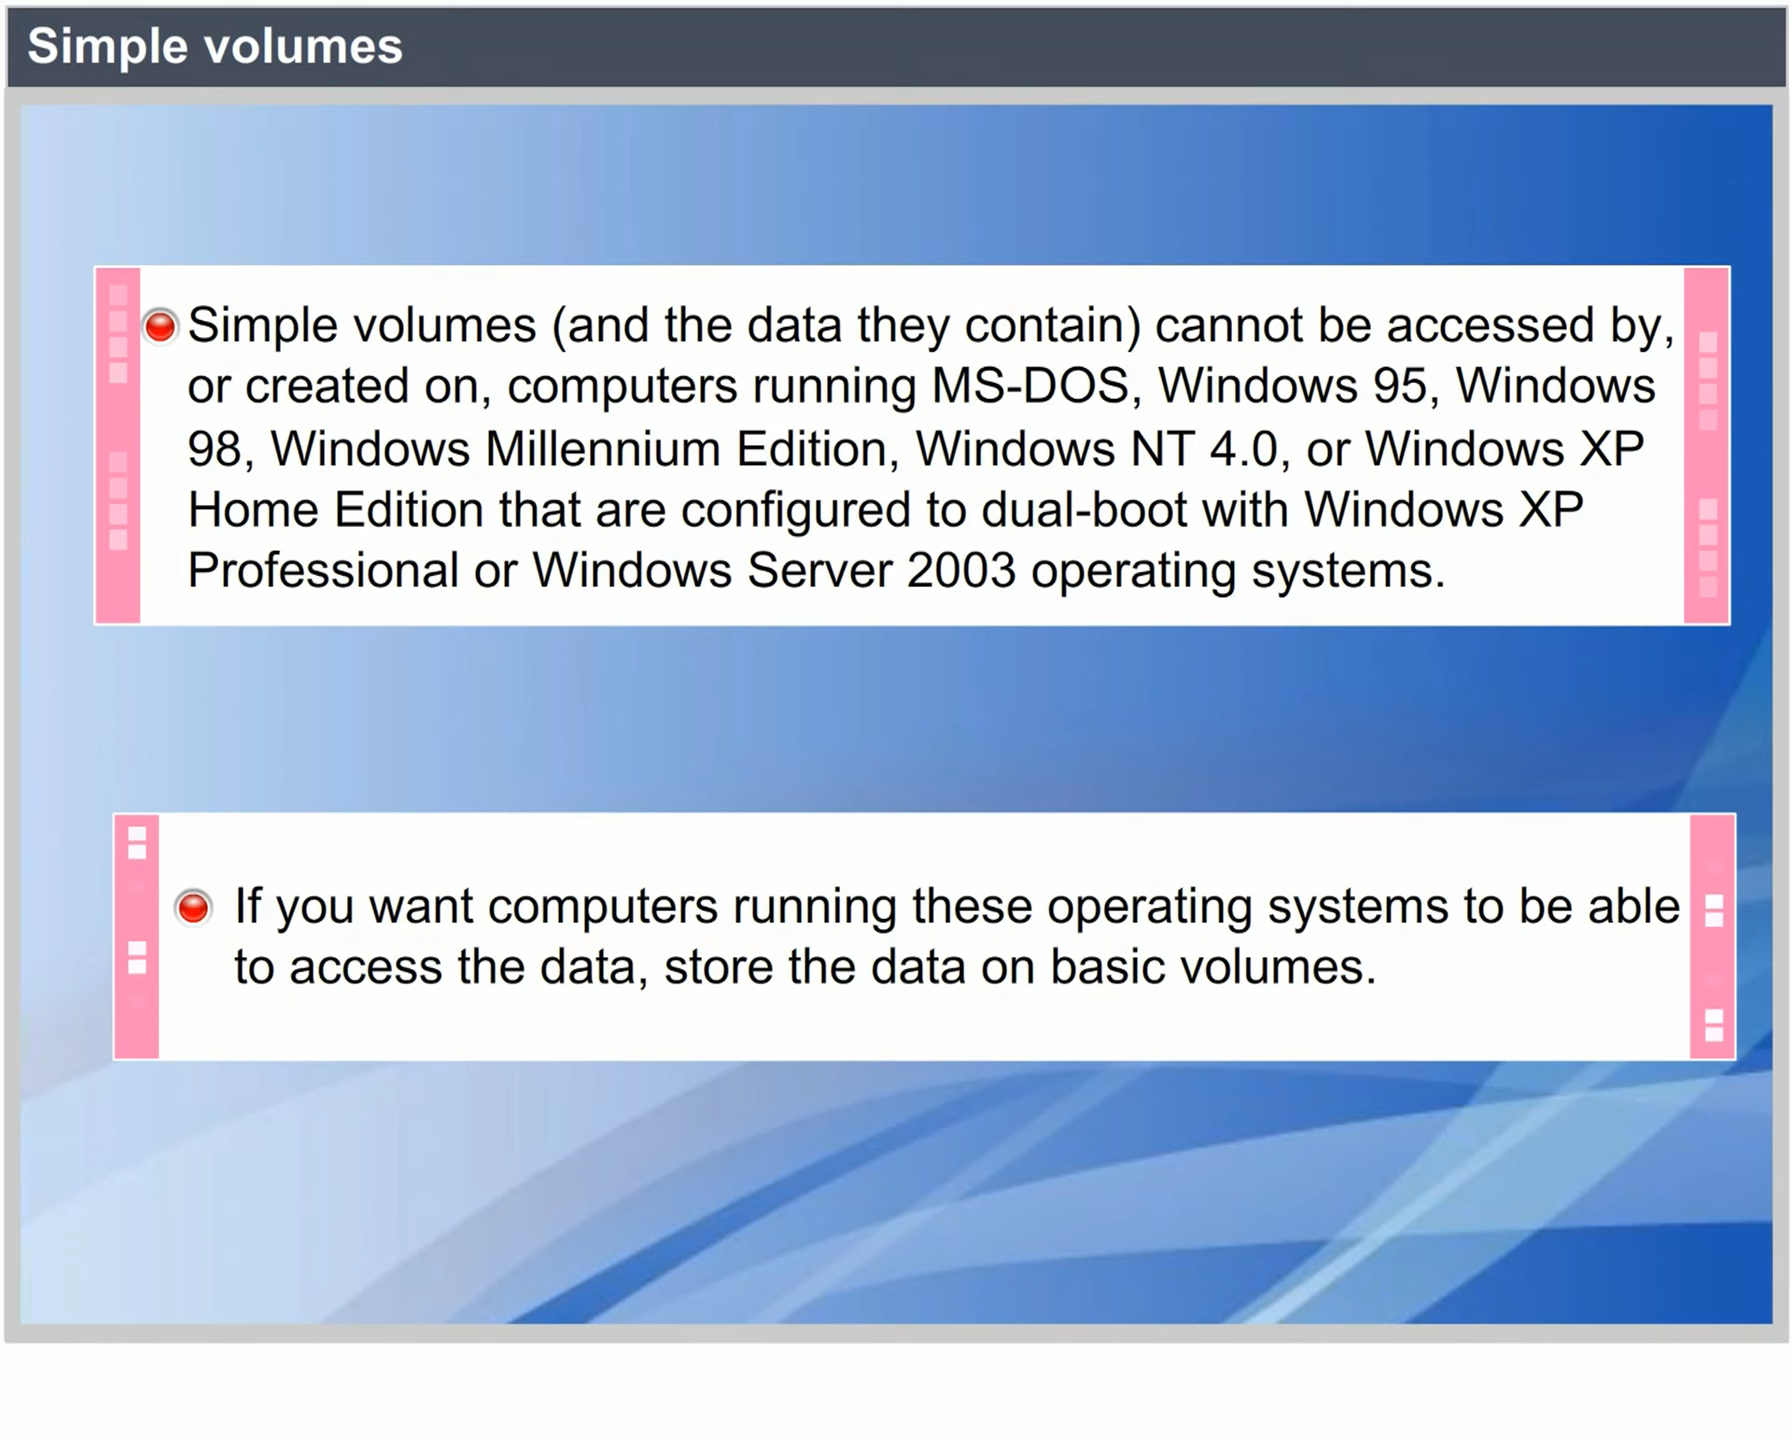 Simple volumes
Simple volumes (and the data they contain) cannot be accessed by,
or created on, computers running MS-DOS, Windows 95, Windows
98, Windows Millennium Edition, Windows NT 4.0, or Windows XP
Home Edition that are configured to dual-boot with Windows XP
Professional or Windows Server 2003 operating systems.
If you want computers running these operating systems to be able
to access the data, store the data on basic volumes.